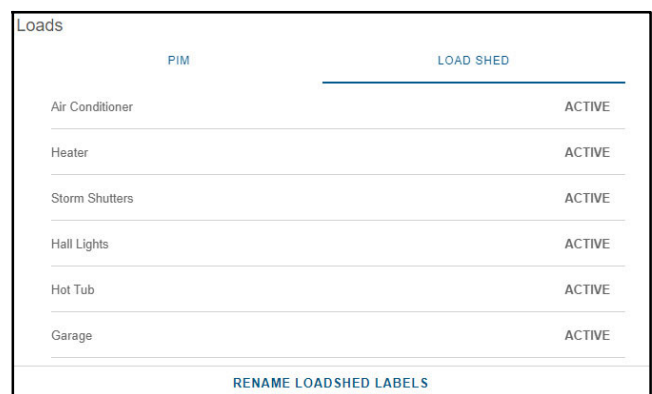 Loads
PIM LOAD SHED
Air Conditioner ACTIVE
Heater ACTIVE
Storm Shutters ACTIVE
Hall Lights ACTIVE
Hot Tub ACTIVE
Garage ACTIVE
RENAME LOADSHED LABELS